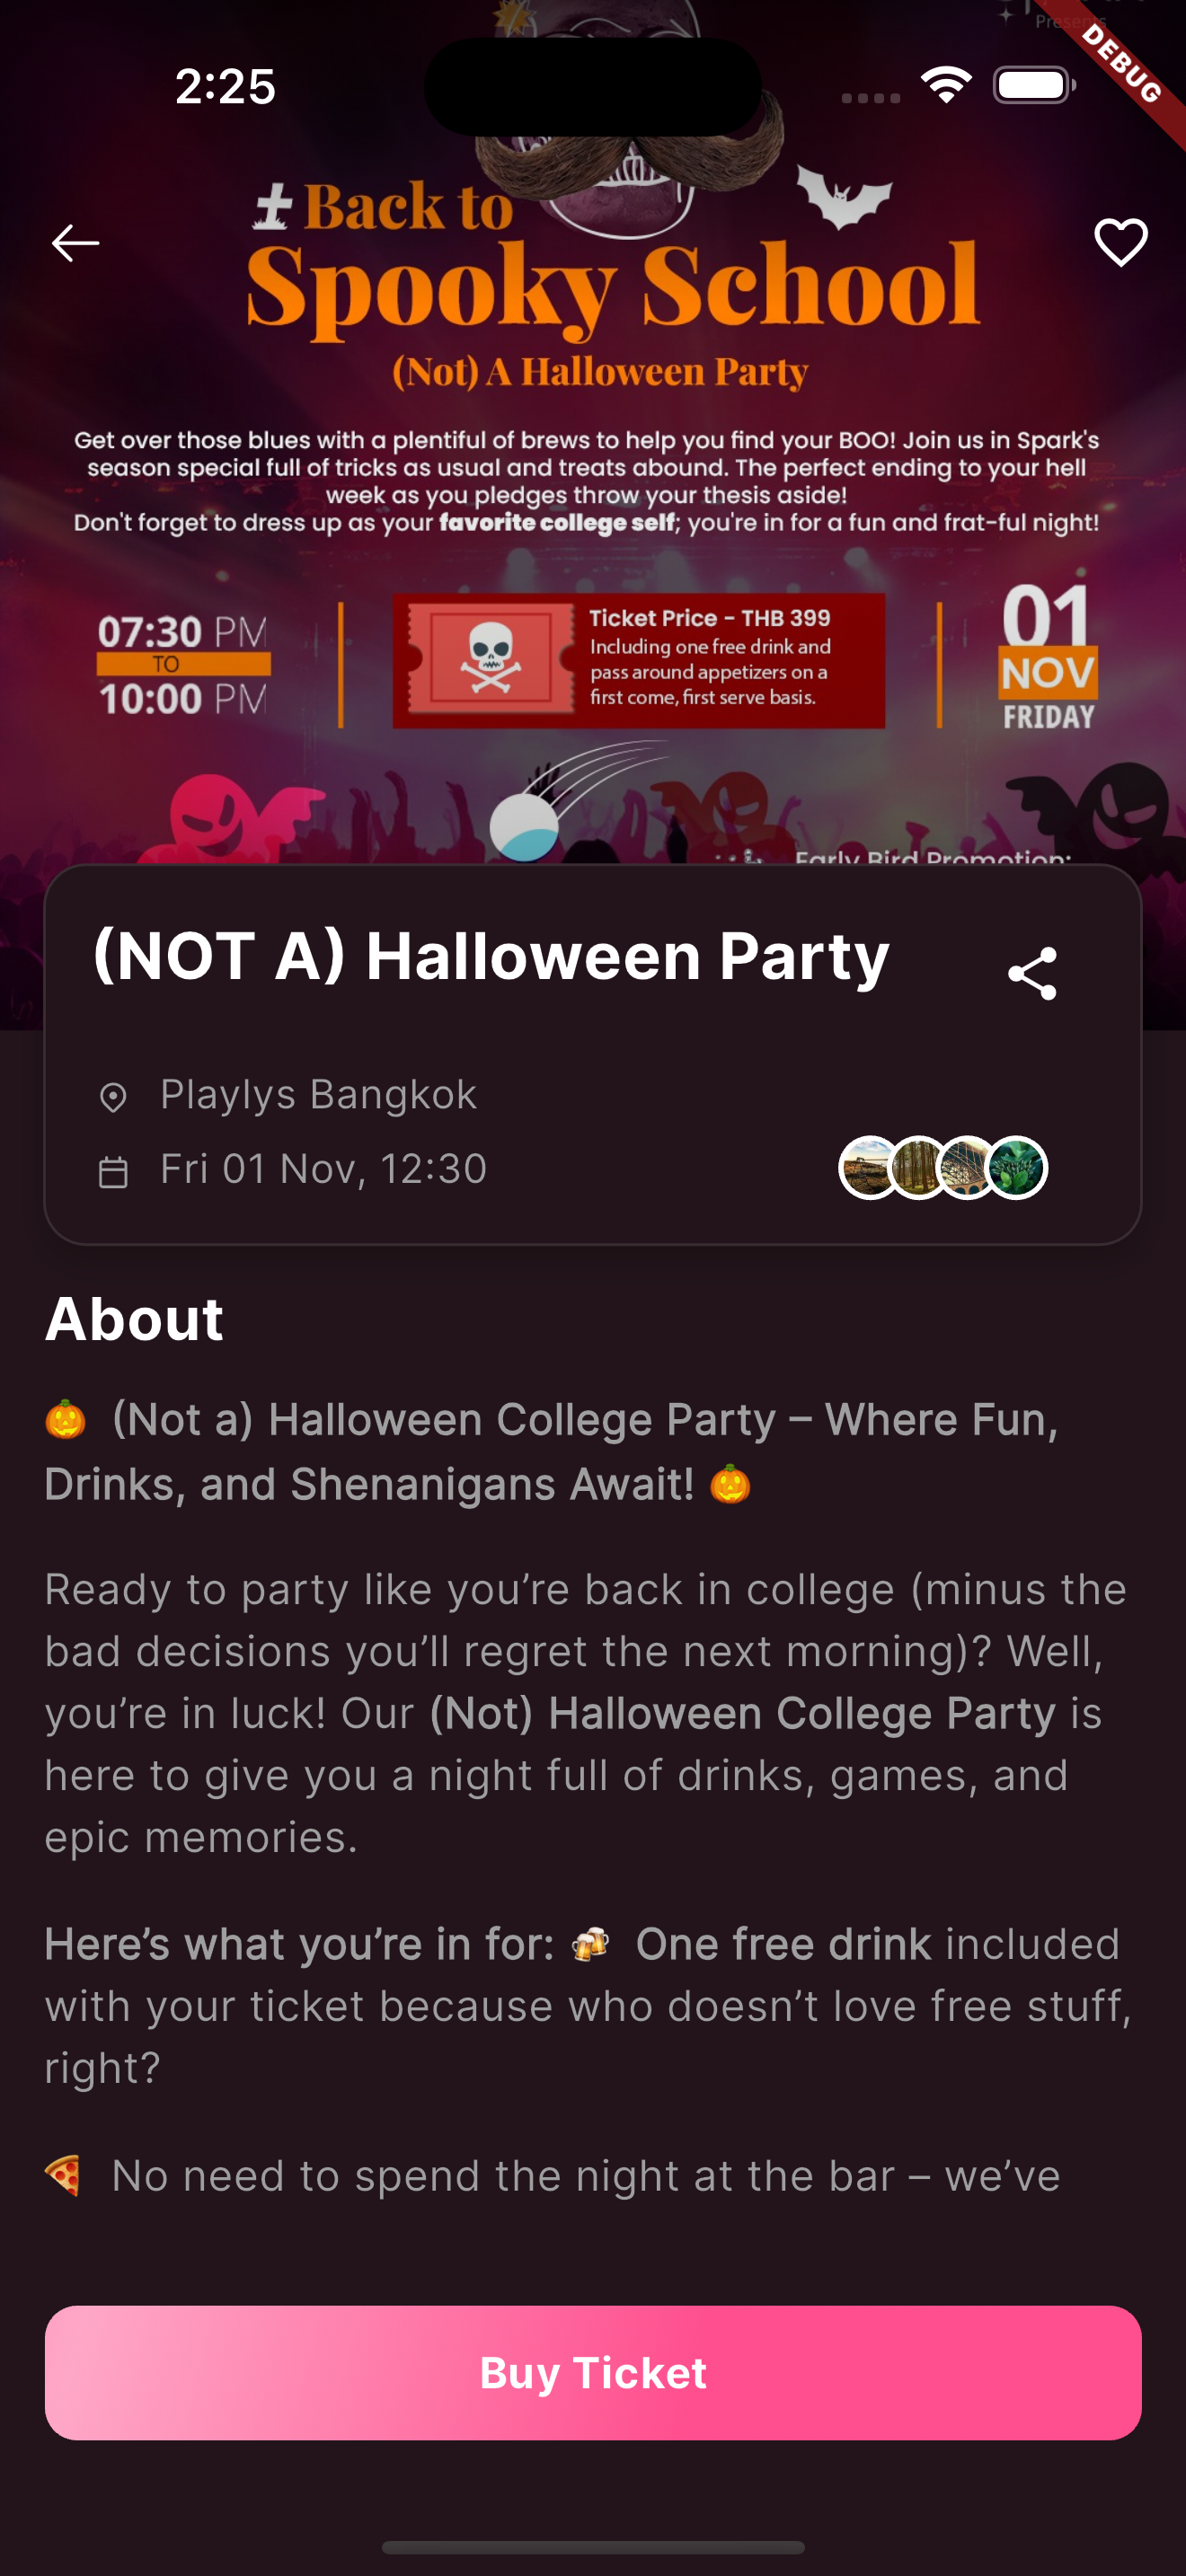 Presents
DEBUG
2:25
Back to
Spooky School
(Not) A Halloween Party
Get over those blues with a plentiful of brews to help you find your BOO! Join us in Spark's
season special full of tricks as usual and treats abound. The perfect ending to your hell
week as you pledges throw your thesis aside!
Don't forget to dress up as your favorite college self; you're in for a fun and frat-ful night!
07:30 PM
TO
10:00 PM
Ticket Price - THB 399
Including one free drink and
pass around appetizers on a
first come, first serve basis.
01
NOV
FRIDAY
Early Bird Promotion:
(NOT A) Halloween Party
Playlys Bangkok
Fri 01 Nov, 12:30
About
🎃 (Not a) Halloween College Party – Where Fun,
Drinks, and Shenanigans Await! 🎃
Ready to party like you’re back in college (minus the
bad decisions you’ll regret the next morning)? Well,
you’re in luck! Our (Not) Halloween College Party is
here to give you a night full of drinks, games, and
epic memories.
Here’s what you’re in for: 🍻 One free drink included
with your ticket because who doesn’t love free stuff,
right?
🍕 No need to spend the night at the bar – we’ve
Buy Ticket